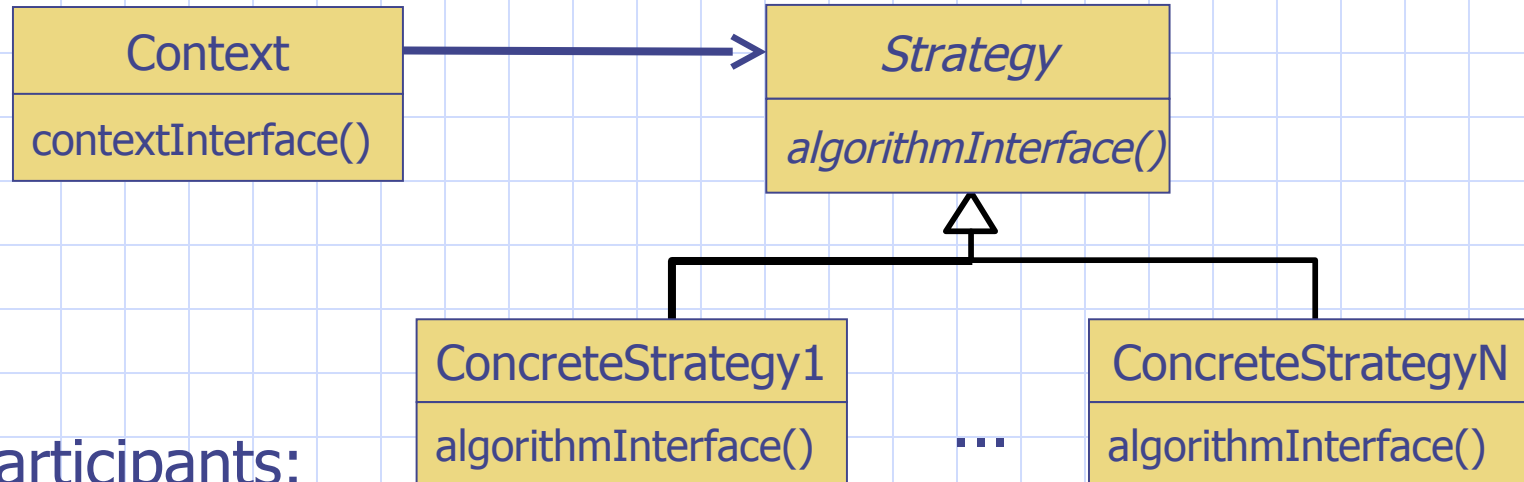 Context
Strategy
contextInterface()
algorithmInterface()
ConcreteStrategy1
ConcreteStrategyN
algorithmInterface()
...
algorithmInterface()
articipants: